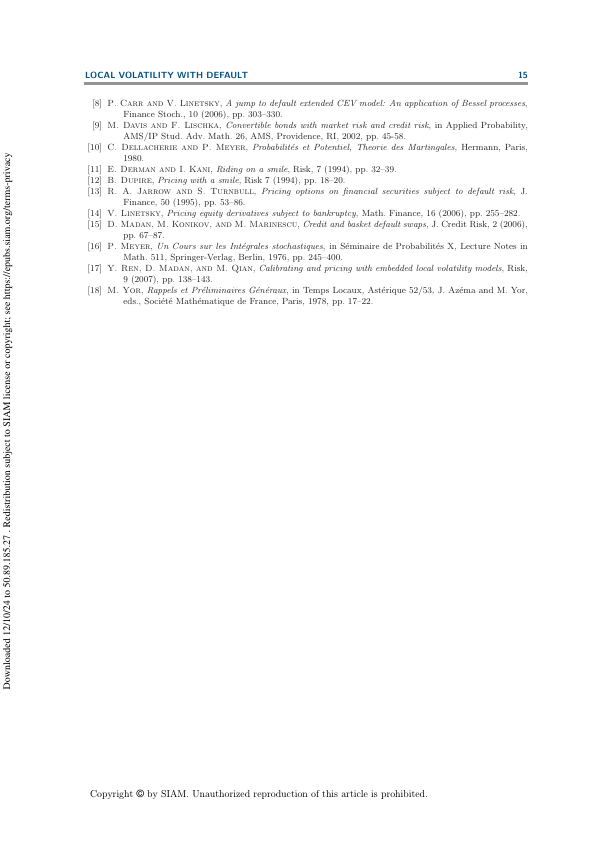 LOCAL VOLATILITY WITH DEFAULT 15
[8] P. CARR AND V. LINETSKY, A jump to default extended CEV model: An application of Bessel processes,
Finance Stoch., 10 (2006), pp. 303–330.
[9] M. DAVIS AND F. LISCHKA, Convertible bonds with market risk and credit risk, in Applied Probability,
AMS/IP Stud. Adv. Math. 26, AMS, Providence, RI, 2002, pp. 45-58.
[10] C. DELLACHERIE AND P. MEYER, Probabilités et Potentiel, Theorie des Martingales, Hermann, Paris,
1980.
[11] E. DERMAN AND I. KANI, Riding on a smile, Risk, 7 (1994), pp. 32–39.
[12] B. DUPIRE, Pricing with a smile, Risk 7 (1994), pp. 18–20.
[13] R. A. JARROW AND S. TURNBULL, Pricing options on financial securities subject to default risk, J.
Finance, 50 (1995), pp. 53–86.
[14] V. LINETSKY, Pricing equity derivatives subject to bankruptcy, Math. Finance, 16 (2006), pp. 255–282.
[15] D. MADAN, M. KONIKOV, AND M. MARINESCU, Credit and basket default swaps, J. Credit Risk, 2 (2006),
pp. 67–87.
[16] P. MEYER, Un Cours sur les Intégrales stochastiques, in Séminaire de Probabilités X, Lecture Notes in
Math. 511, Springer-Verlag, Berlin, 1976, pp. 245–400.
[17] Y. REN, D. MADAN, AND M. QIAN, Calibrating and pricing with embedded local volatility models, Risk,
9 (2007), pp. 138–143.
[18] M. YOR, Rappels et Préliminaires Généraux, in Temps Locaux, Astérique 52/53, J. Azéma and M. Yor,
eds., Société Mathématique de France, Paris, 1978, pp. 17–22.
Downloaded 12/10/24 to 50.89.185.27 . Redistribution subject to SIAM license or copyright; see https://epubs.siam.org/terms-privacy
Copyright © by SIAM. Unauthorized reproduction of this article is prohibited.